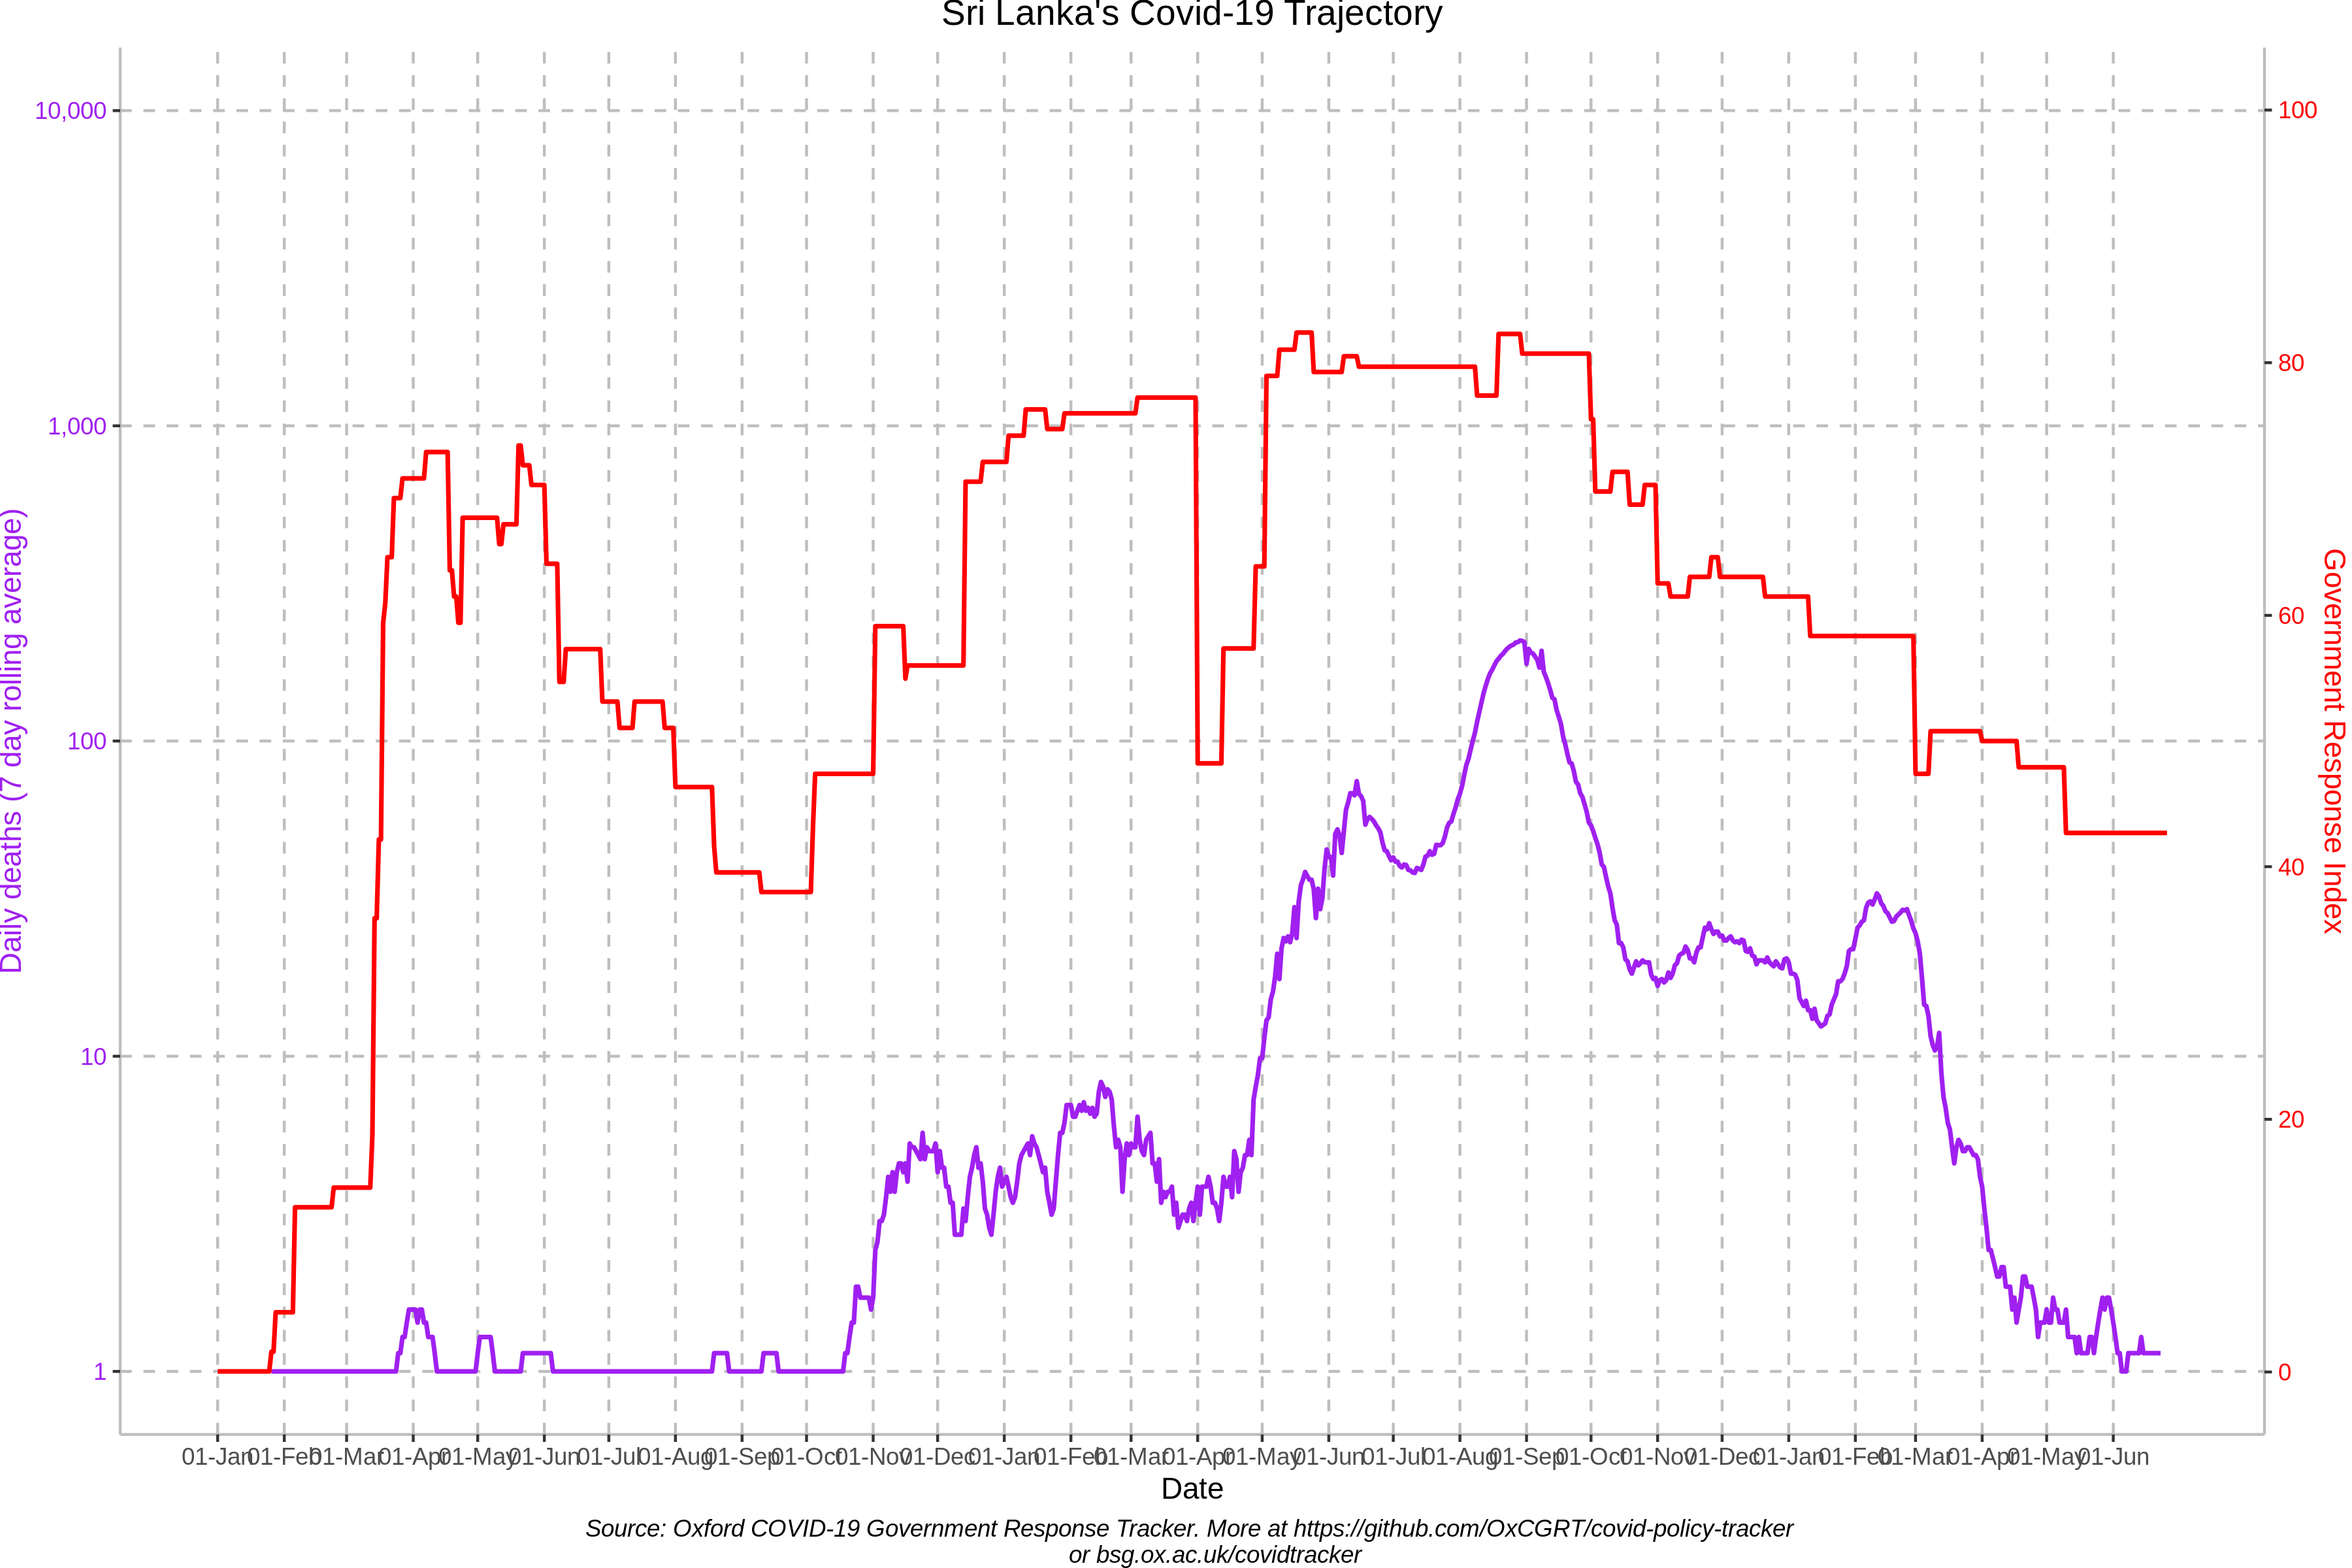 Sri Lanka's Covid-19 Trajectory
10,000
1,000
100
10
1
Daily deaths (7 day rolling average)
100
80
60
40
20
0
Government Response Index
01-Jan 01-Feb 01-Mar 01-Apr 01-May 01-Jun 01-Jul 01-Aug 01-Sep 01-Oct 01-Nov 01-Dec 01-Jan 01-Feb 01-Mar 01-Apr 01-May 01-Jun 01-Jul 01-Aug 01-Sep 01-Oct 01-Nov 01-Dec 01-Jan 01-Feb 01-Mar 01-Apr 01-May 01-Jun
Date
Source: Oxford COVID-19 Government Response Tracker. More at https://github.com/OxCGRT/covid-policy-tracker
or bsg.ox.ac.uk/covidtracker